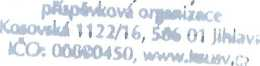 příspěvková organizace
Kosovská 1122/16, 586 01 Jihlava
IČO: 00090450, www.ksusv.cz